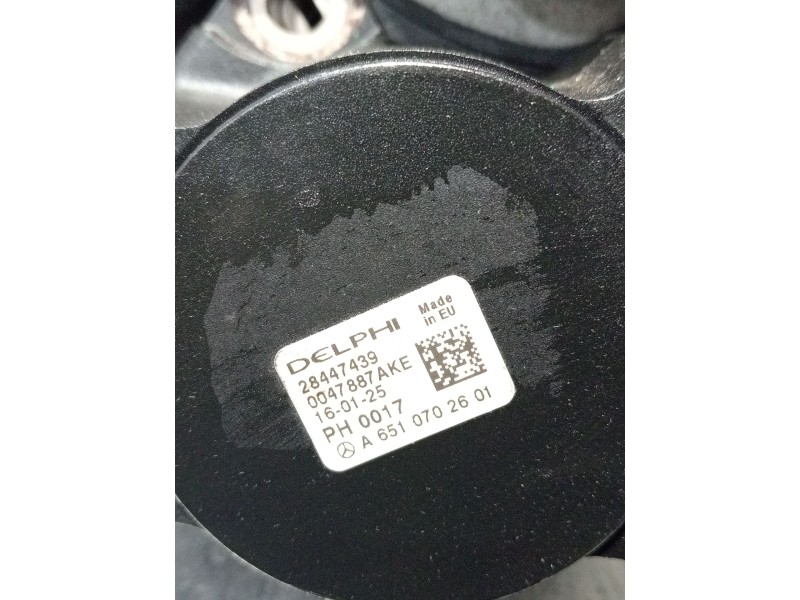 DELPHI
Made
in EU
28447439
0047887AKE
16-01-25
PH 0017
A 651 070 26 01